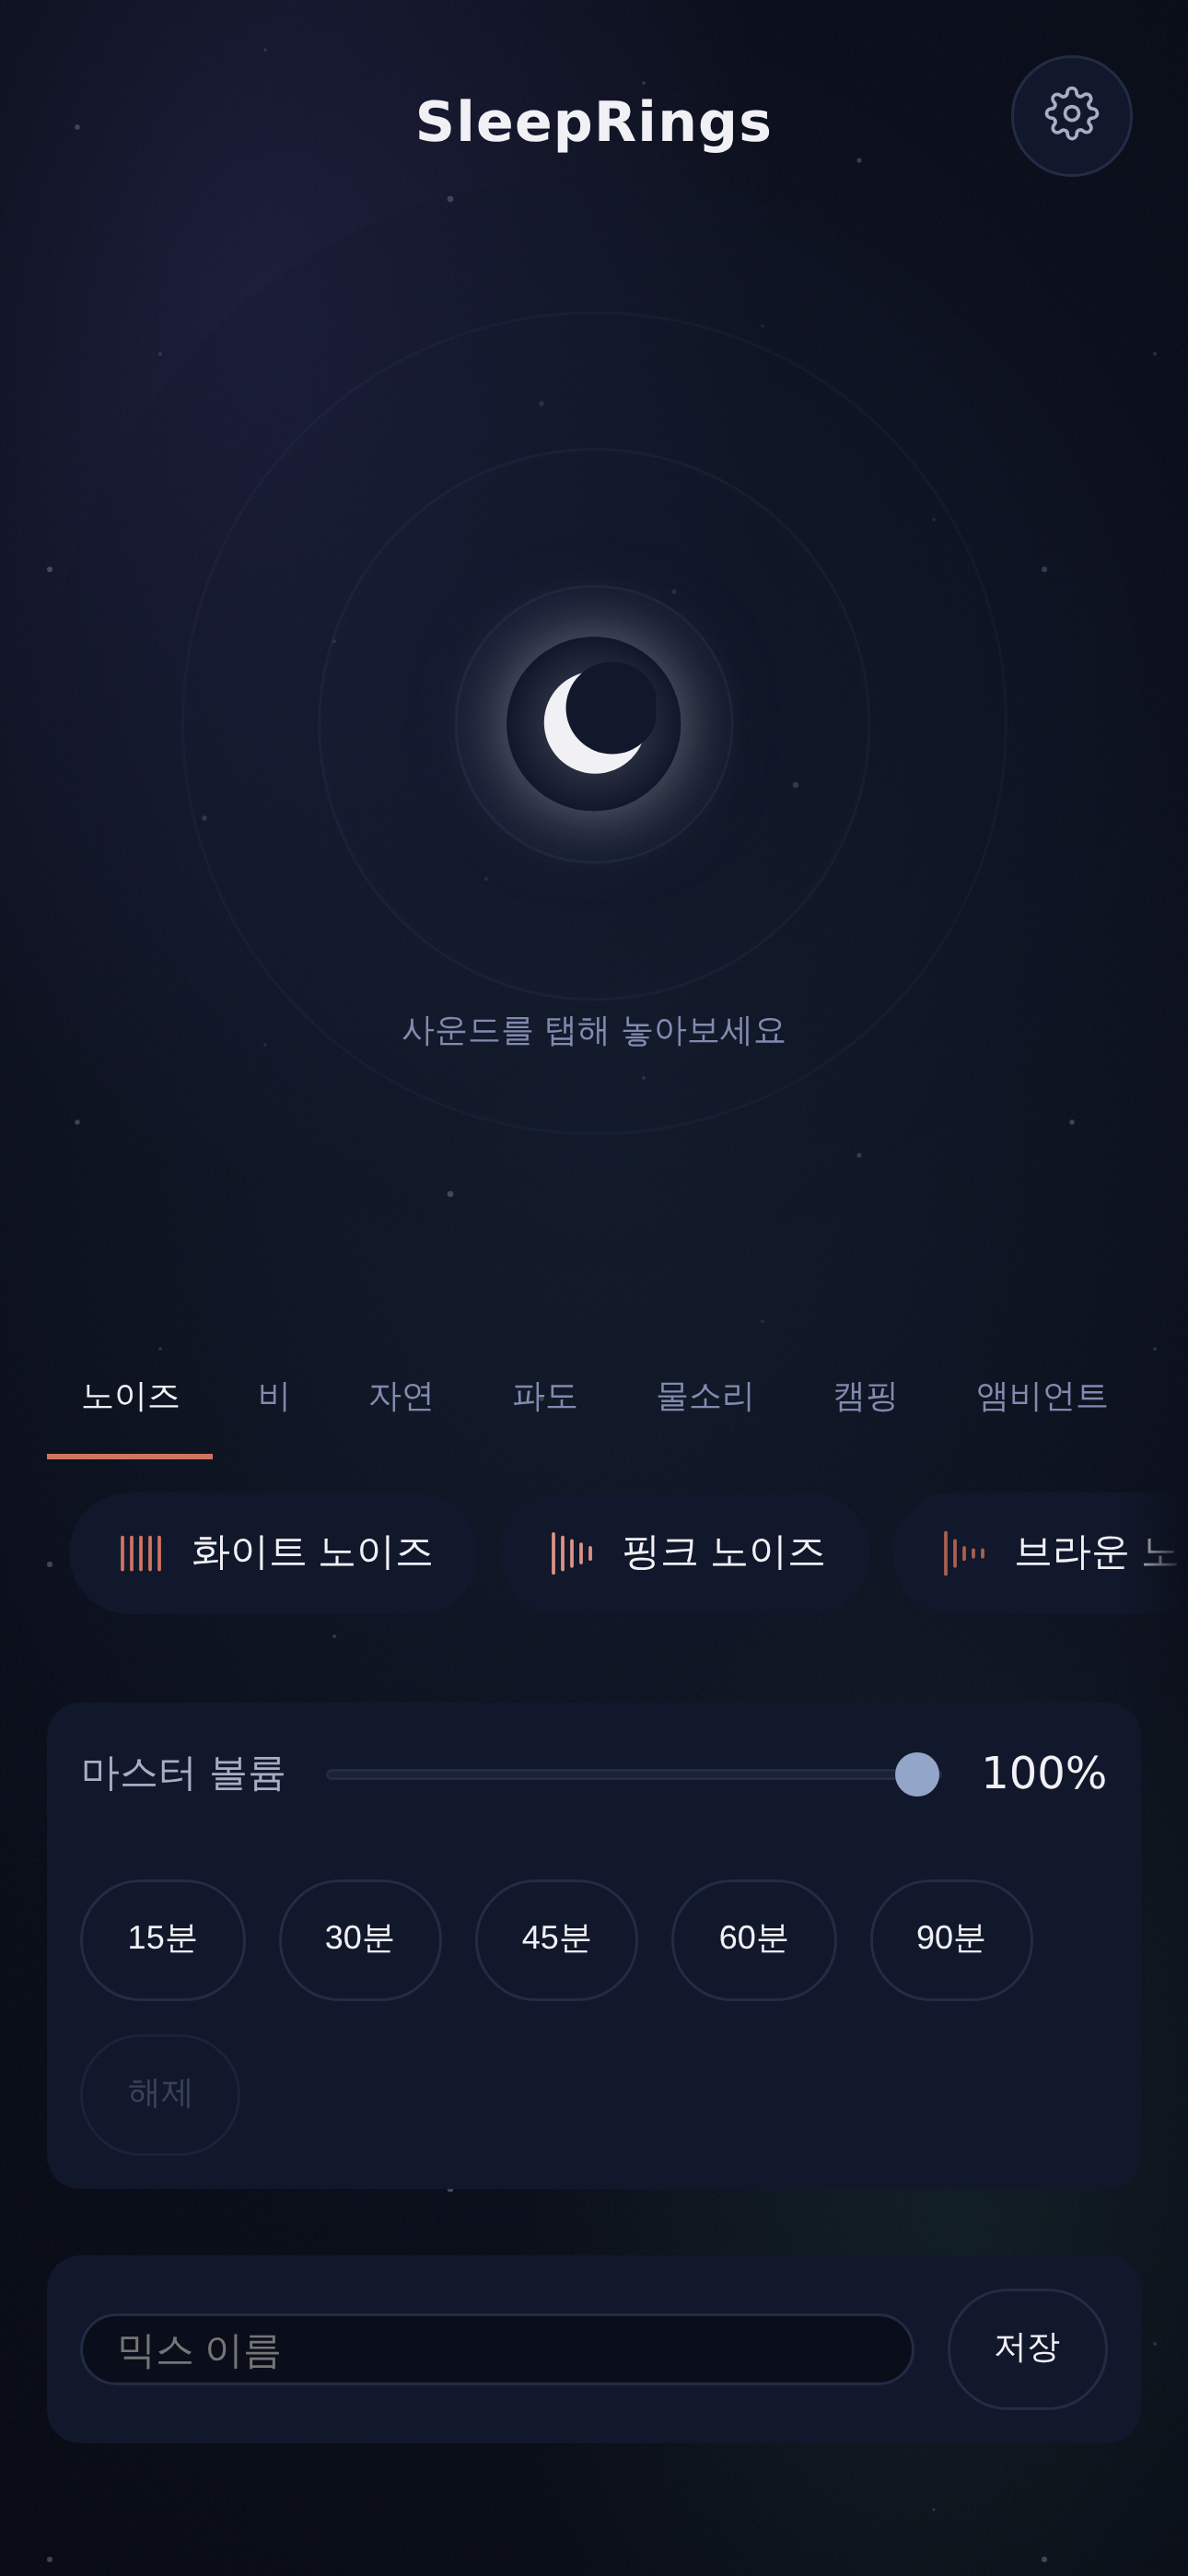 SleepRings
사운드를 탭해 놓아보세요
노이즈 비 자연 파도 물소리 캠핑 앰비언트
화이트 노이즈 핑크 노이즈 브라운
마스터 볼륨 100%
15분 30분 45분 60분 90분
해제
믹스 이름 저장